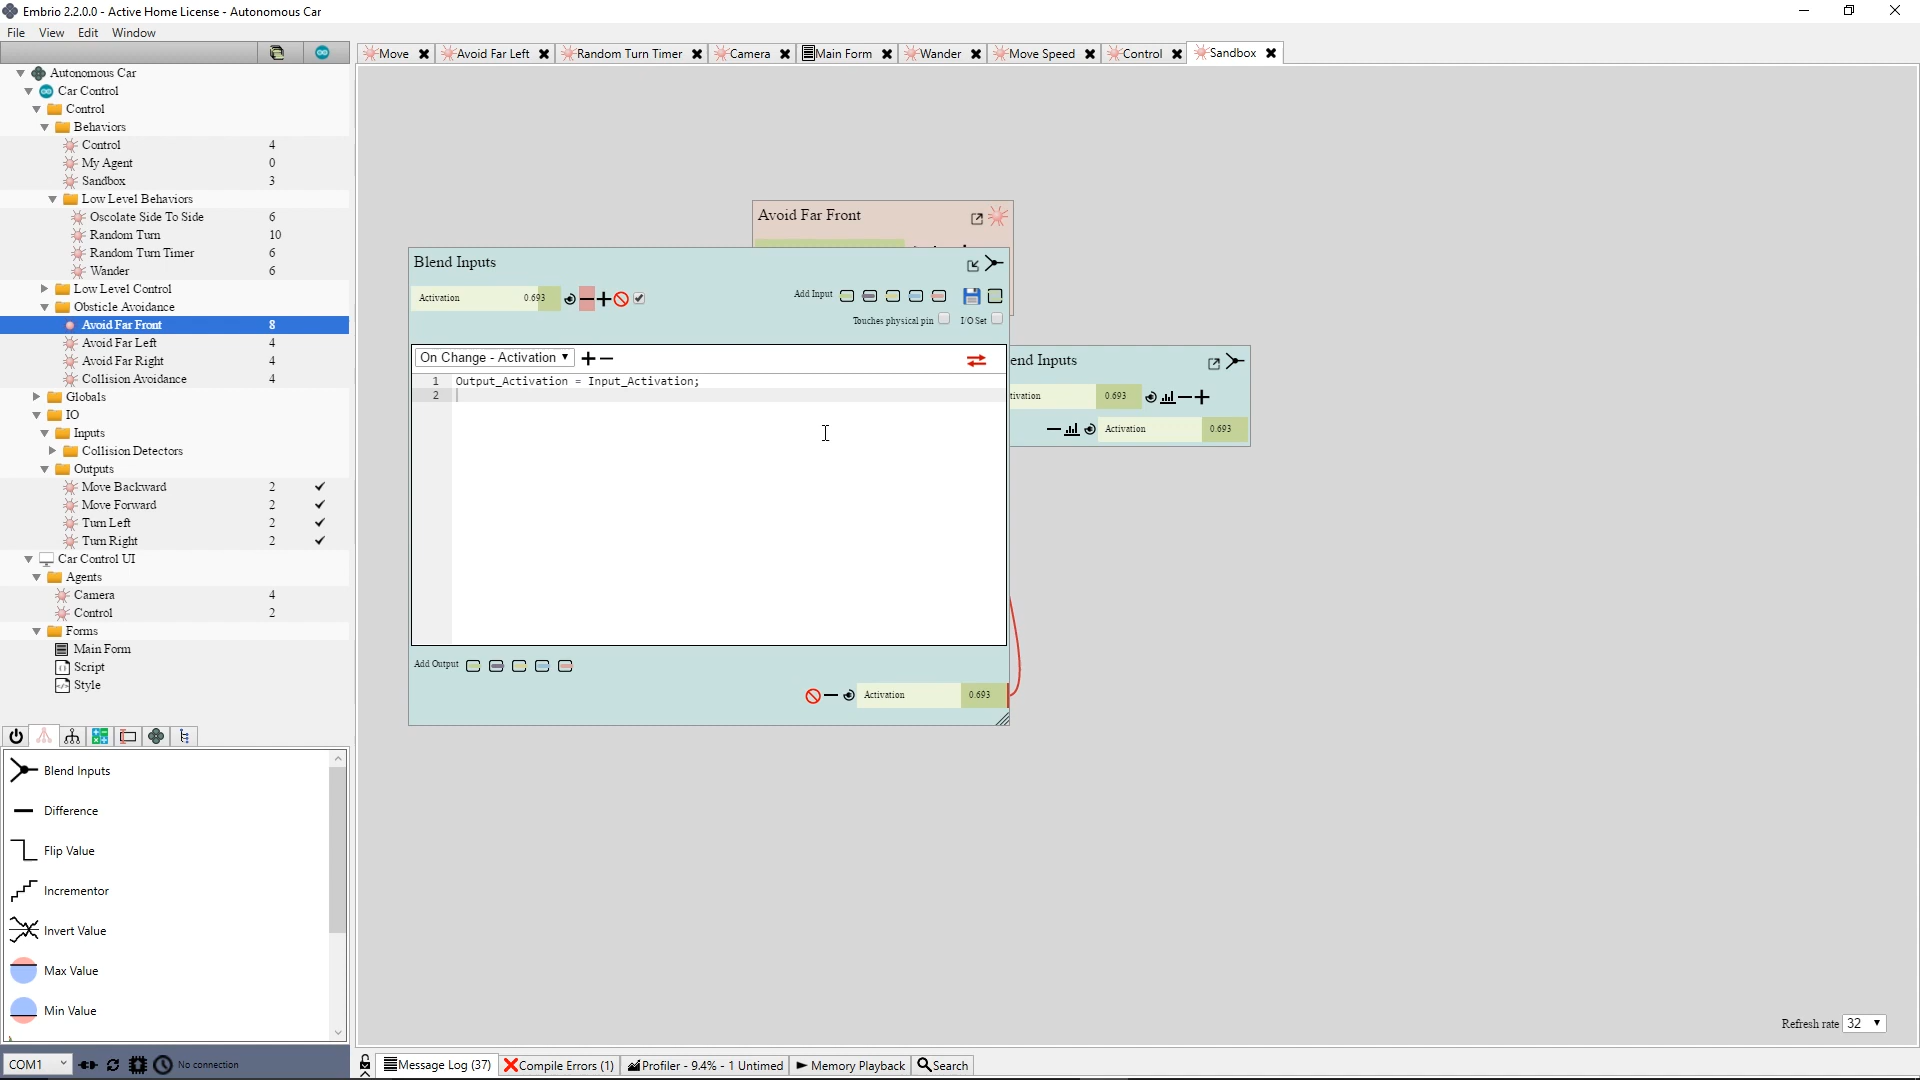 Embrio 2.2.0.0 - Active Home License - Autonomous Car
File View Edit Window
Move Avoid Far Left Random Turn Timer Camera Main Form Wander Move Speed Control Sandbox
Autonomous Car
Car Control
Control
Behaviors
Control 4
My Agent 0
Sandbox 3
Low Level Behaviors
Oscolate Side To Side 6
Random Turn 10
Random Turn Timer 6
Wander 6
Low Level Control
Obsticle Avoidance
Avoid Far Front 8
Avoid Far Left 4
Avoid Far Right 4
Collision Avoidance 4
Globals
IO
Inputs
Collision Detectors
Outputs
Move Backward 2
Move Forward 2
Turn Left 2
Turn Right 2
Car Control UI
Agents
Camera 4
Control 2
Forms
Main Form
Script
Style
Blend Inputs
Difference
Flip Value
Incrementor
Invert Value
Max Value
Min Value
COM1 No connection
Avoid Far Front
Blend Inputs
Activation 0.693
Add Input
Touches physical pin I/O Set
On Change - Activation
1 Output_Activation = Input_Activation;
2
Add Output
Activation 0.693
end Inputs
tivation 0.693
Activation 0.693
Refresh rate 32
Message Log (37) Compile Errors (1) Profiler - 9.4% - 1 Untimed Memory Playback Search